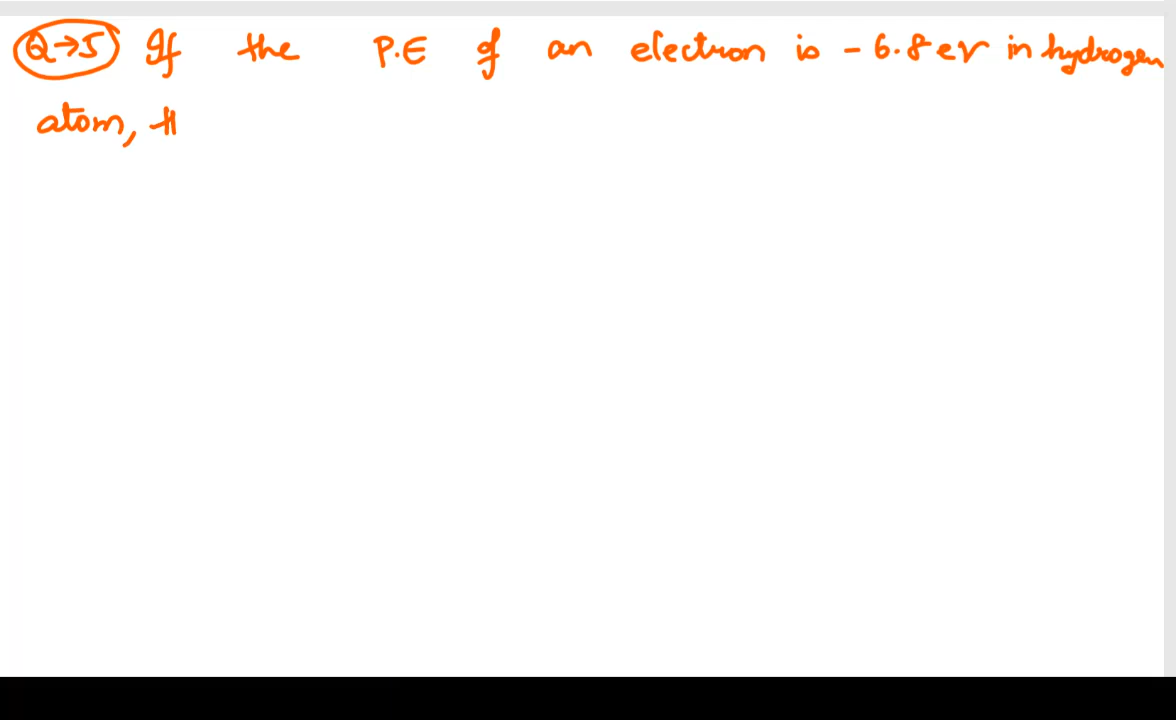 Q→5 If the P.E of an electron is -6.8 ev in hydrogen
atom,